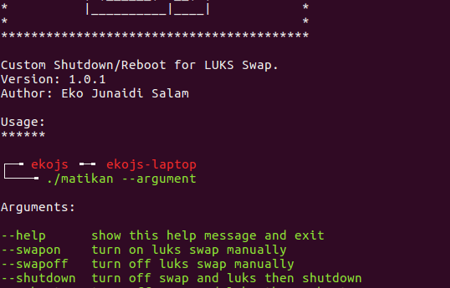 *          |_________|____|            *
*                                       *
*****************************************
Custom Shutdown/Reboot for LUKS Swap.
Version: 1.0.1
Author: Eko Junaidi Salam
Usage:
******
ekojs ekojs-laptop
./matikan --argument
Arguments:
--help show this help message and exit
--swapon turn on luks swap manually
--swapoff turn off luks swap manually
--shutdown turn off swap and luks then shutdown